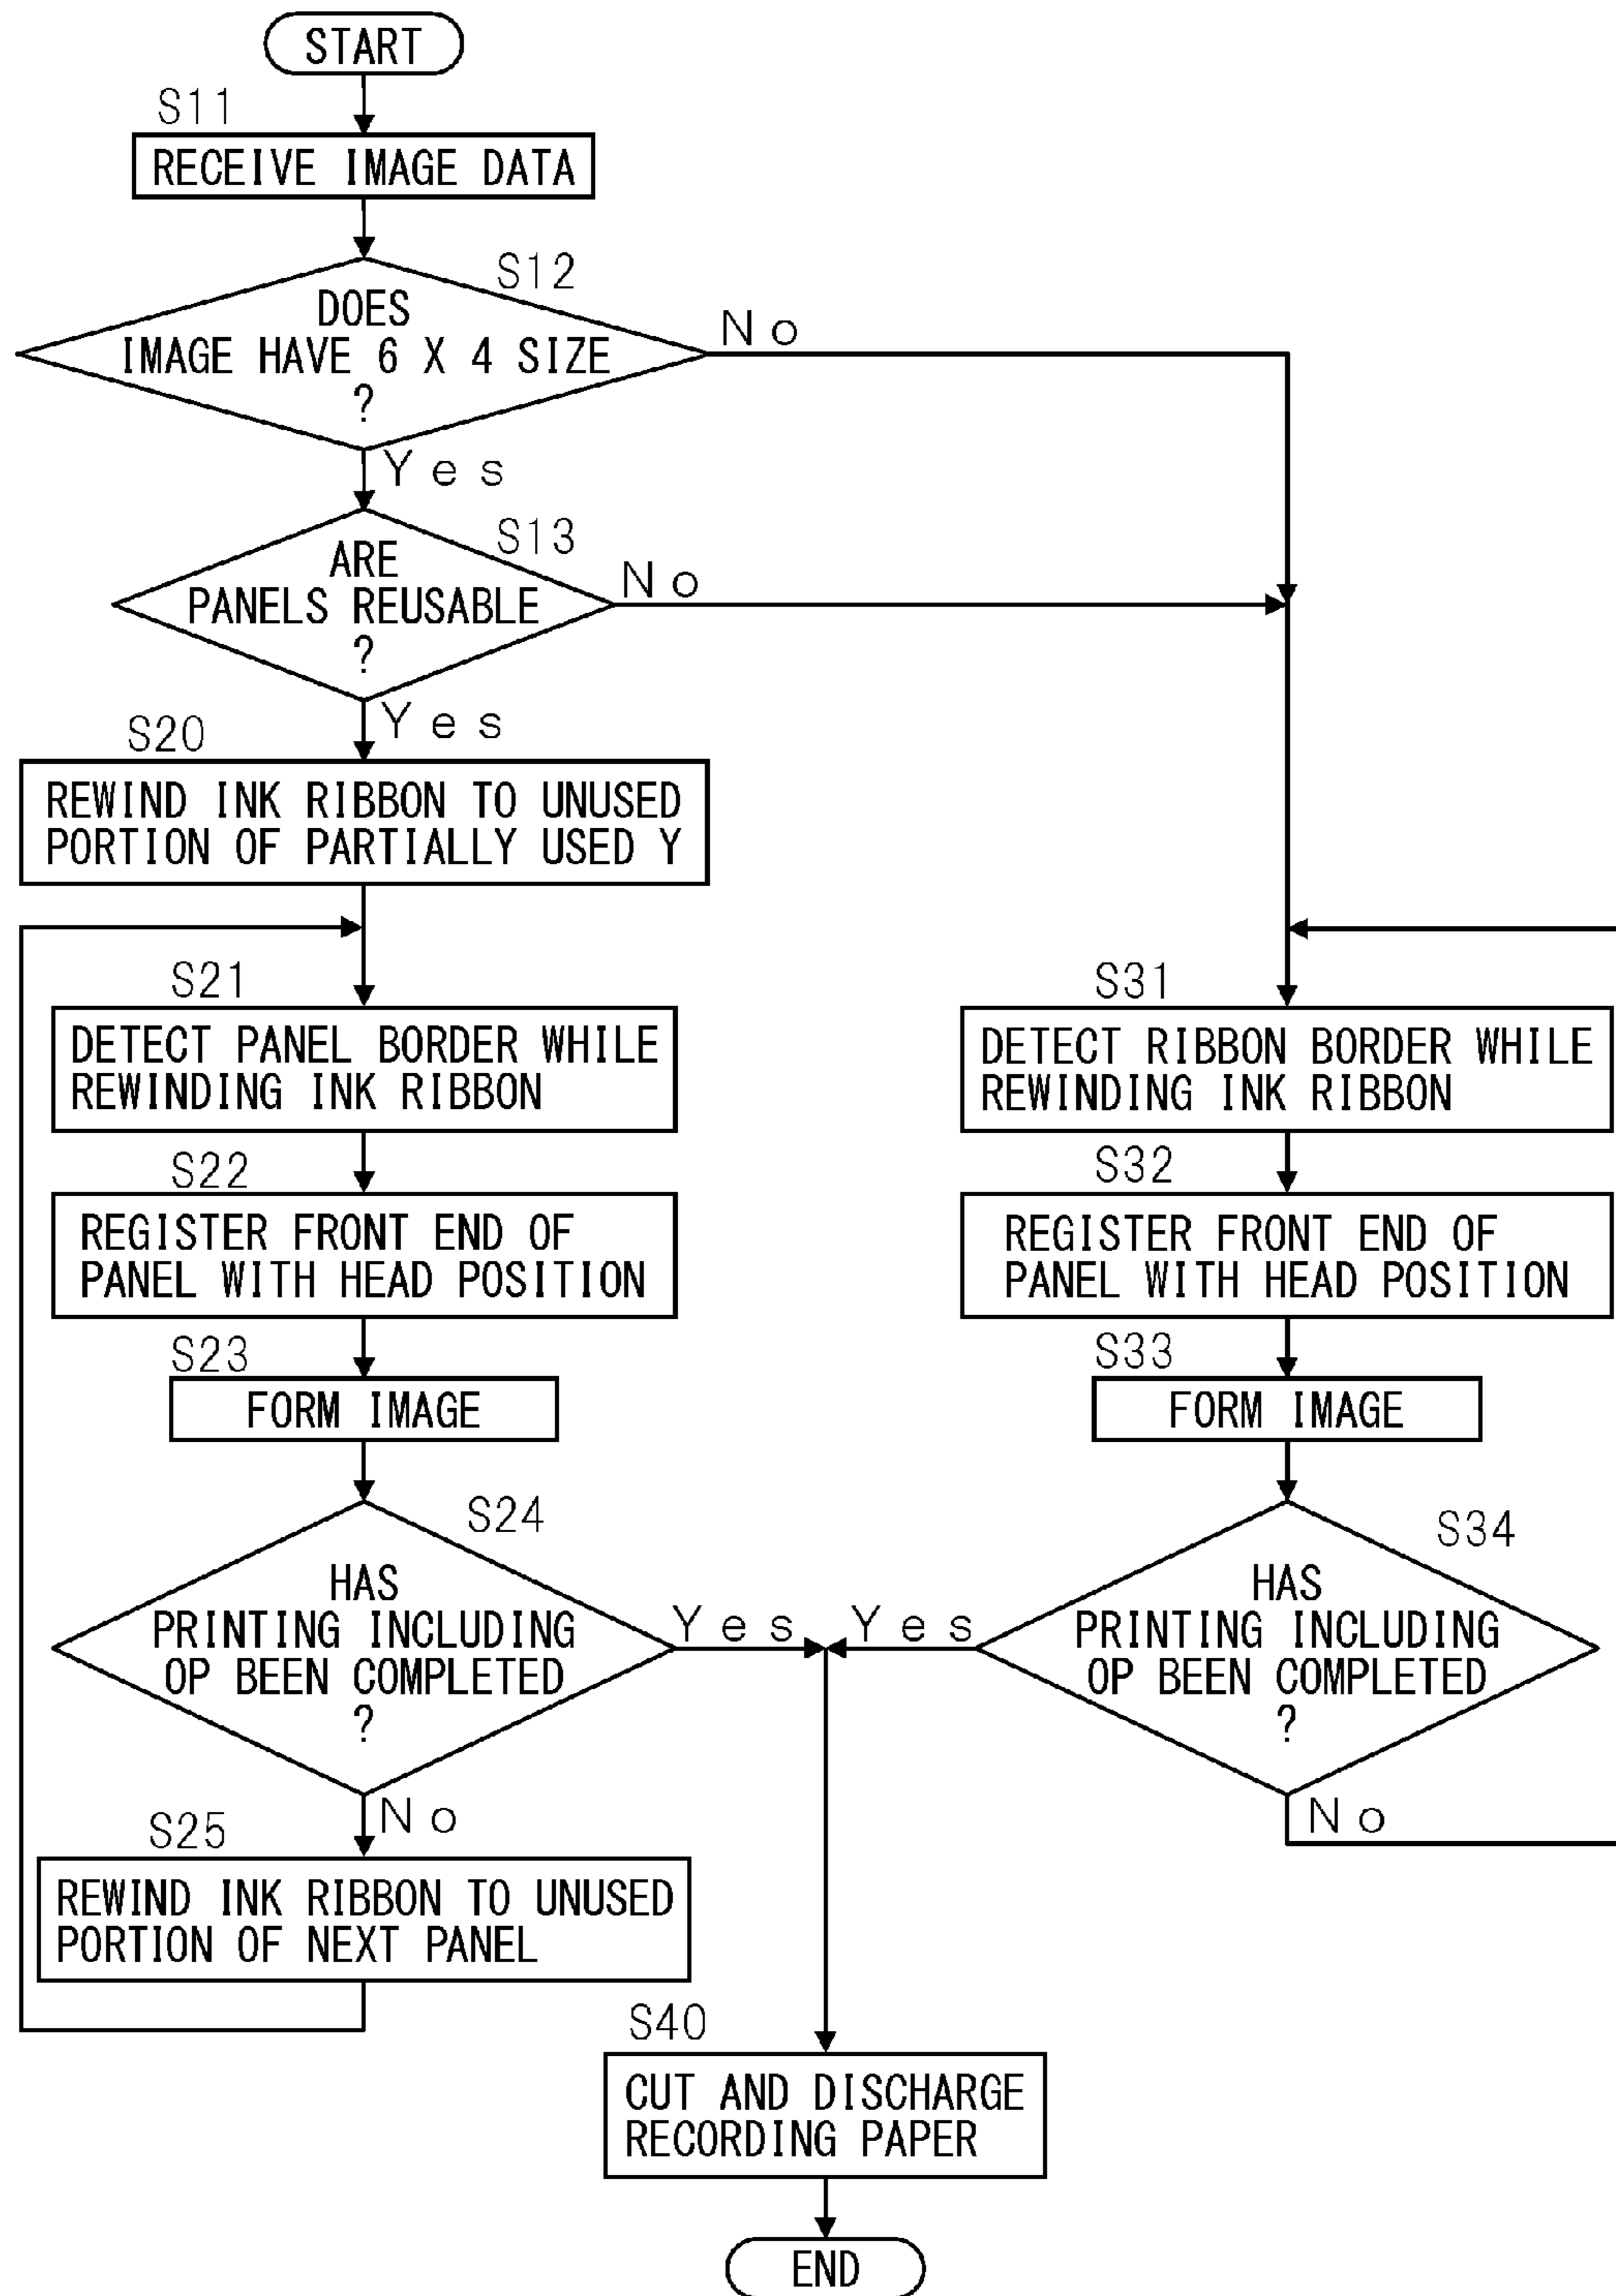 START
S11
RECEIVE IMAGE DATA
S12
DOES
IMAGE HAVE 6 X 4 SIZE
?
No
Yes
S13
ARE
PANELS REUSABLE
?
No
Yes
S20
REWIND INK RIBBON TO UNUSED
PORTION OF PARTIALLY USED Y
S21
DETECT PANEL BORDER WHILE
REWINDING INK RIBBON
S22
REGISTER FRONT END OF
PANEL WITH HEAD POSITION
S23
FORM IMAGE
S24
HAS
PRINTING INCLUDING
OP BEEN COMPLETED
?
Yes
No
S25
REWIND INK RIBBON TO UNUSED
PORTION OF NEXT PANEL
S31
DETECT RIBBON BORDER WHILE
REWINDING INK RIBBON
S32
REGISTER FRONT END OF
PANEL WITH HEAD POSITION
S33
FORM IMAGE
S34
HAS
PRINTING INCLUDING
OP BEEN COMPLETED
?
Yes
No
S40
CUT AND DISCHARGE
RECORDING PAPER
END